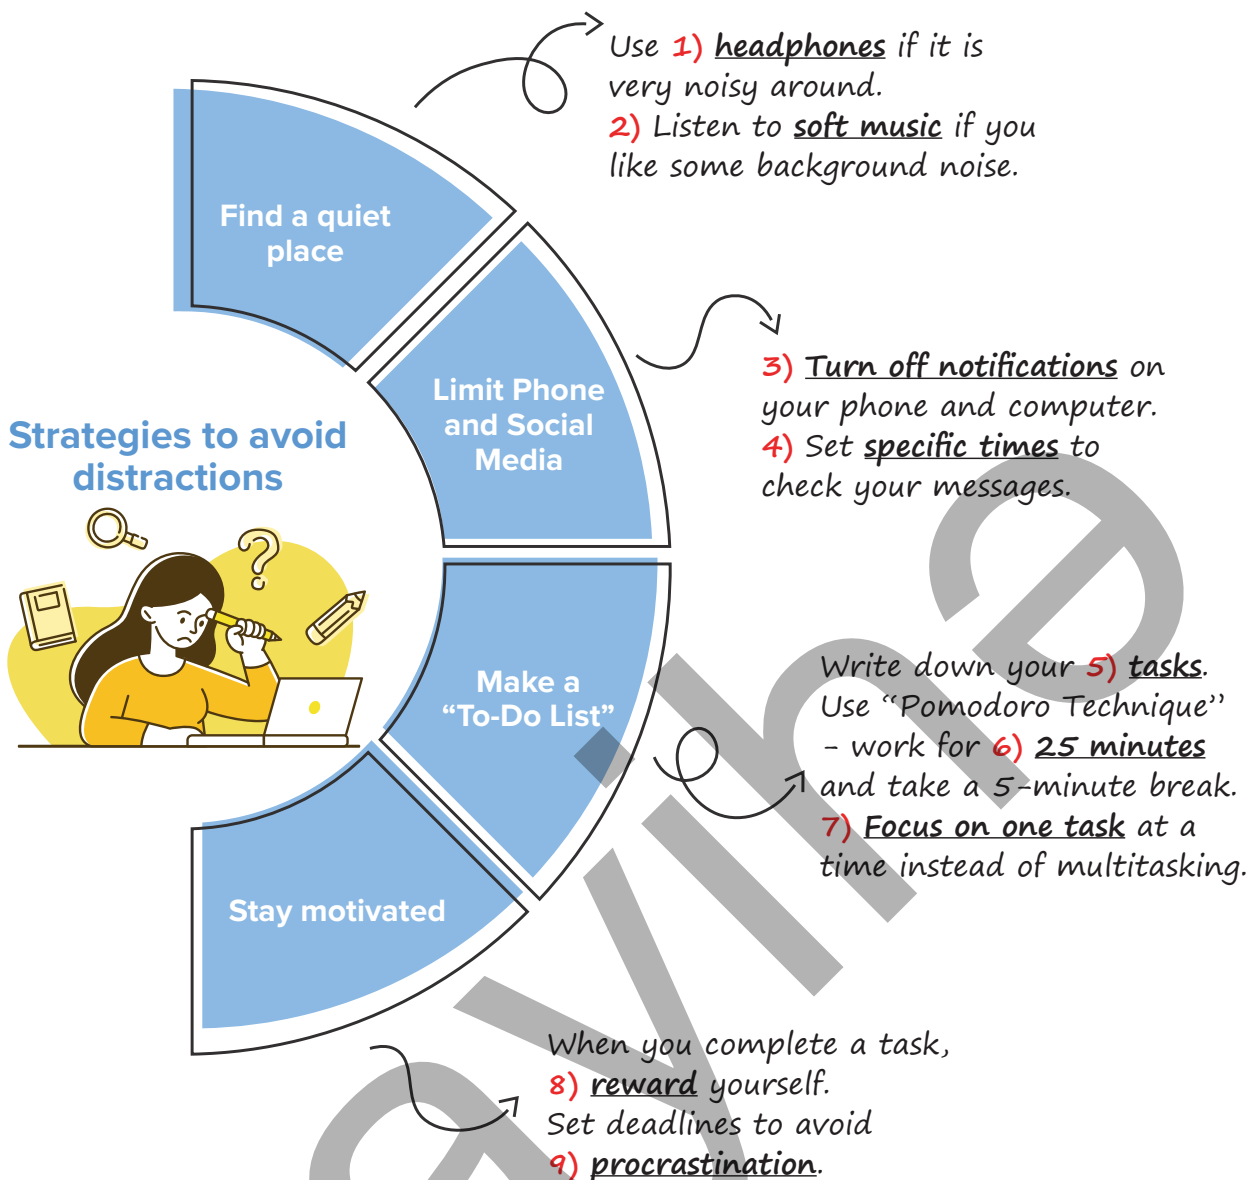 Use 1) headphones if it is
very noisy around.
2) Listen to soft music if you
like some background noise.
Find a quiet
place
Limit Phone
and Social
Media
3) Turn off notifications on
your phone and computer.
4) Set specific times to
check your messages.
Strategies to avoid
distractions
Make a
“To-Do List”
Write down your 5) tasks.
Use “Pomodoro Technique”
- work for 6) 25 minutes
and take a 5-minute break.
7) Focus on one task at a
time instead of multitasking.
Stay motivated
When you complete a task,
8) reward yourself.
Set deadlines to avoid
9) procrastination.